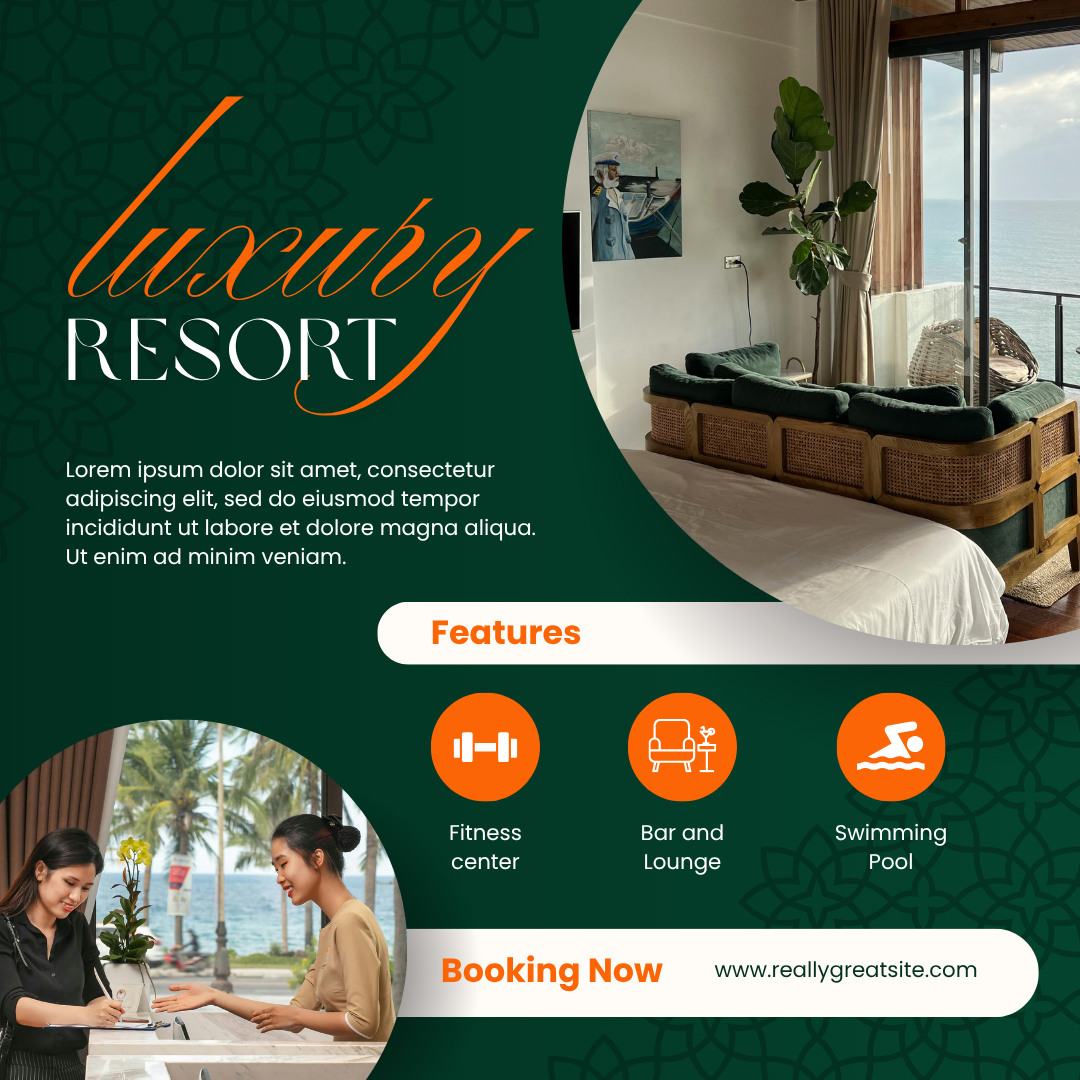 luxury
RESORT
Lorem ipsum dolor sit amet, consectetur
adipiscing elit, sed do eiusmod tempor
incididunt ut labore et dolore magna aliqua.
Ut enim ad minim veniam.
Features
Fitness
center
Bar and
Lounge
Swimming
Pool
Booking Now
www.reallygreatsite.com